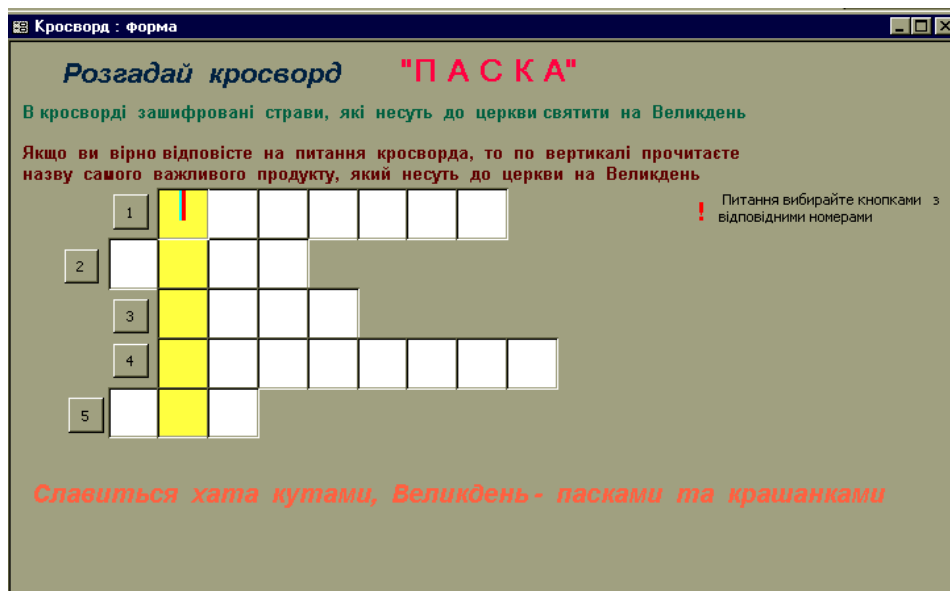 Кросворд : форма
Розгадай кросворд "П А С К А"
В кросворді зашифровані страви, які несуть до церкви святити на Великдень
Якщо ви вірно відповісте на питання кросворда, то по вертикалі прочитаєте
назву самого важливого продукту, який несуть до церкви на Великдень
1
! Питання вибирайте кнопками з
відповідними номерами
2
3
4
5
Славиться хата кутами, Великдень - пасками та крашанками